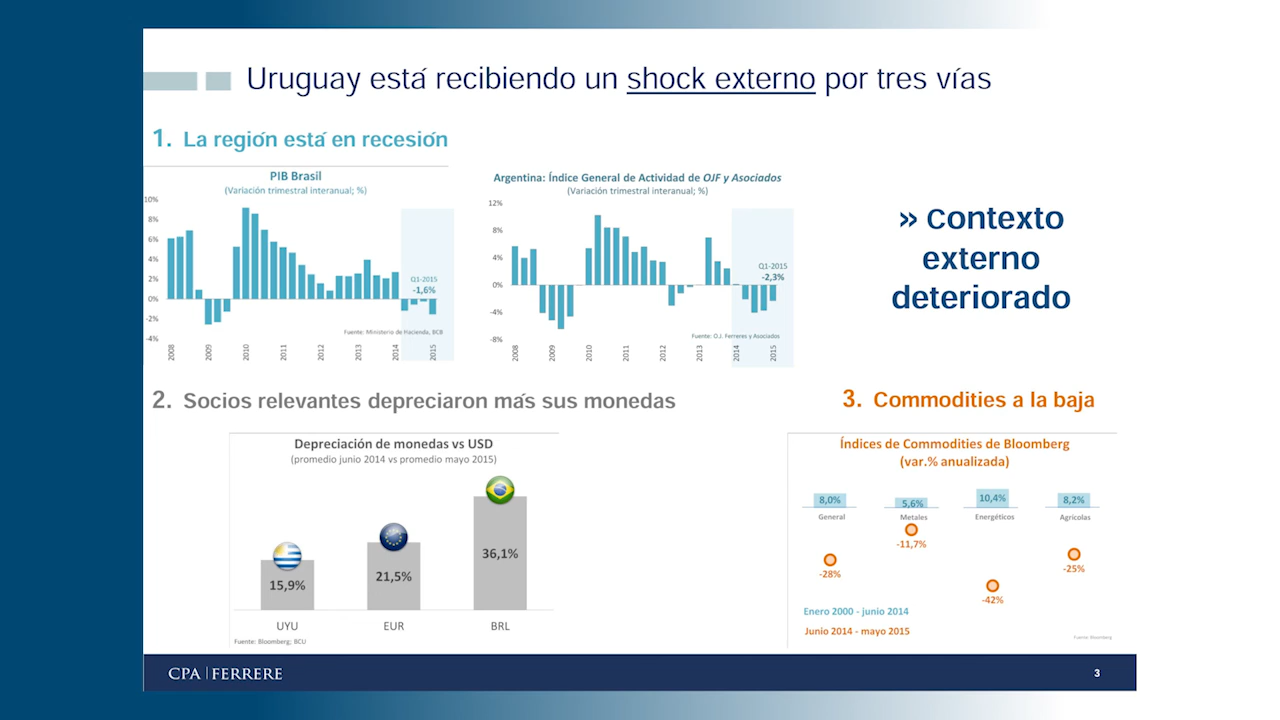 Uruguay está recibiendo un shock externo por tres vías
1. La región está en recesión
PIB Brasil
(Variación trimestral interanual; %)
10%
8%
6%
4%
2%
0%
-2%
-4%
Q1-2015
-1,6%
Fuente: Ministerio de Hacienda, BCB
2008 2009 2010 2011 2012 2013 2014 2015
Argentina: Índice General de Actividad de OJF y Asociados
(Variación trimestral interanual; %)
12%
8%
4%
0%
-4%
-8%
Q1-2015
-2,3%
Fuente: O.J. Ferreres y Asociados
2008 2009 2010 2011 2012 2013 2014 2015
» Contexto
externo
deteriorado
2. Socios relevantes depreciaron más sus monedas
Depreciación de monedas vs USD
(promedio junio 2014 vs promedio mayo 2015)
15,9% 21,5% 36,1%
UYU EUR BRL
Fuente: Bloomberg; BCU
3. Commodities a la baja
Índices de Commodities de Bloomberg
(var.% anualizada)
8,0% 5,6% 10,4% 8,2%
General Metales Energéticos Agrícolas
-28% -11,7% -42% -25%
Enero 2000 - junio 2014
Junio 2014 - mayo 2015
Fuente: Bloomberg
CPA FERRERE
3